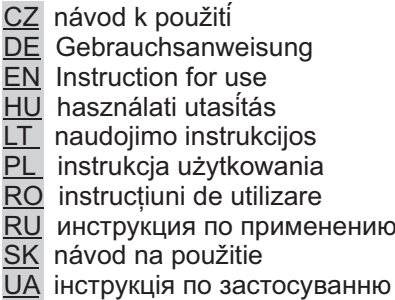 CZ návod k použití
DE Gebrauchsanweisung
EN Instruction for use
HU használati utasítás
LT naudojimo instrukcijos
PL instrukcja użytkowania
RO instrucțiuni de utilizare
RU инструкция по применению
SK návod na použitie
UA інструкція по застосуванню